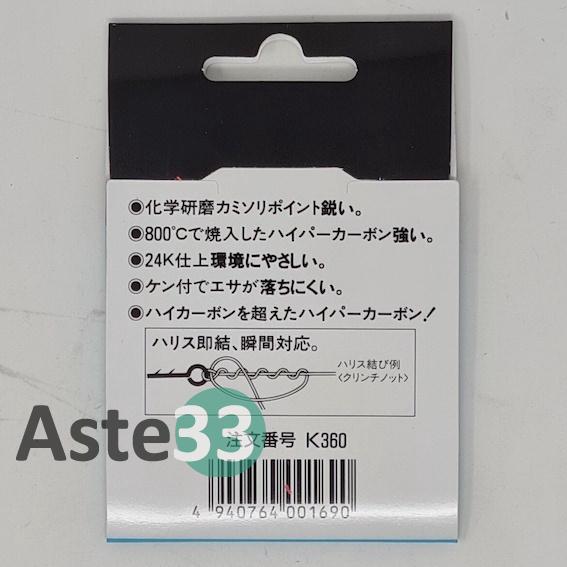 ◉化学研磨カミソリポイント鋭い。
◉800℃で焼入したハイパーカーボン強い。
◉24K仕上環境にやさしい。
◉ケン付でエサが落ちにくい。
◉ハイカーボンを超えたハイパーカーボン!
ハリス即結、瞬間対応。
ハリス結び例
〈クリンチノット〉
Aste33
注文番号 K360
4 940764 001690